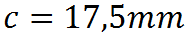 c = 17,5mm